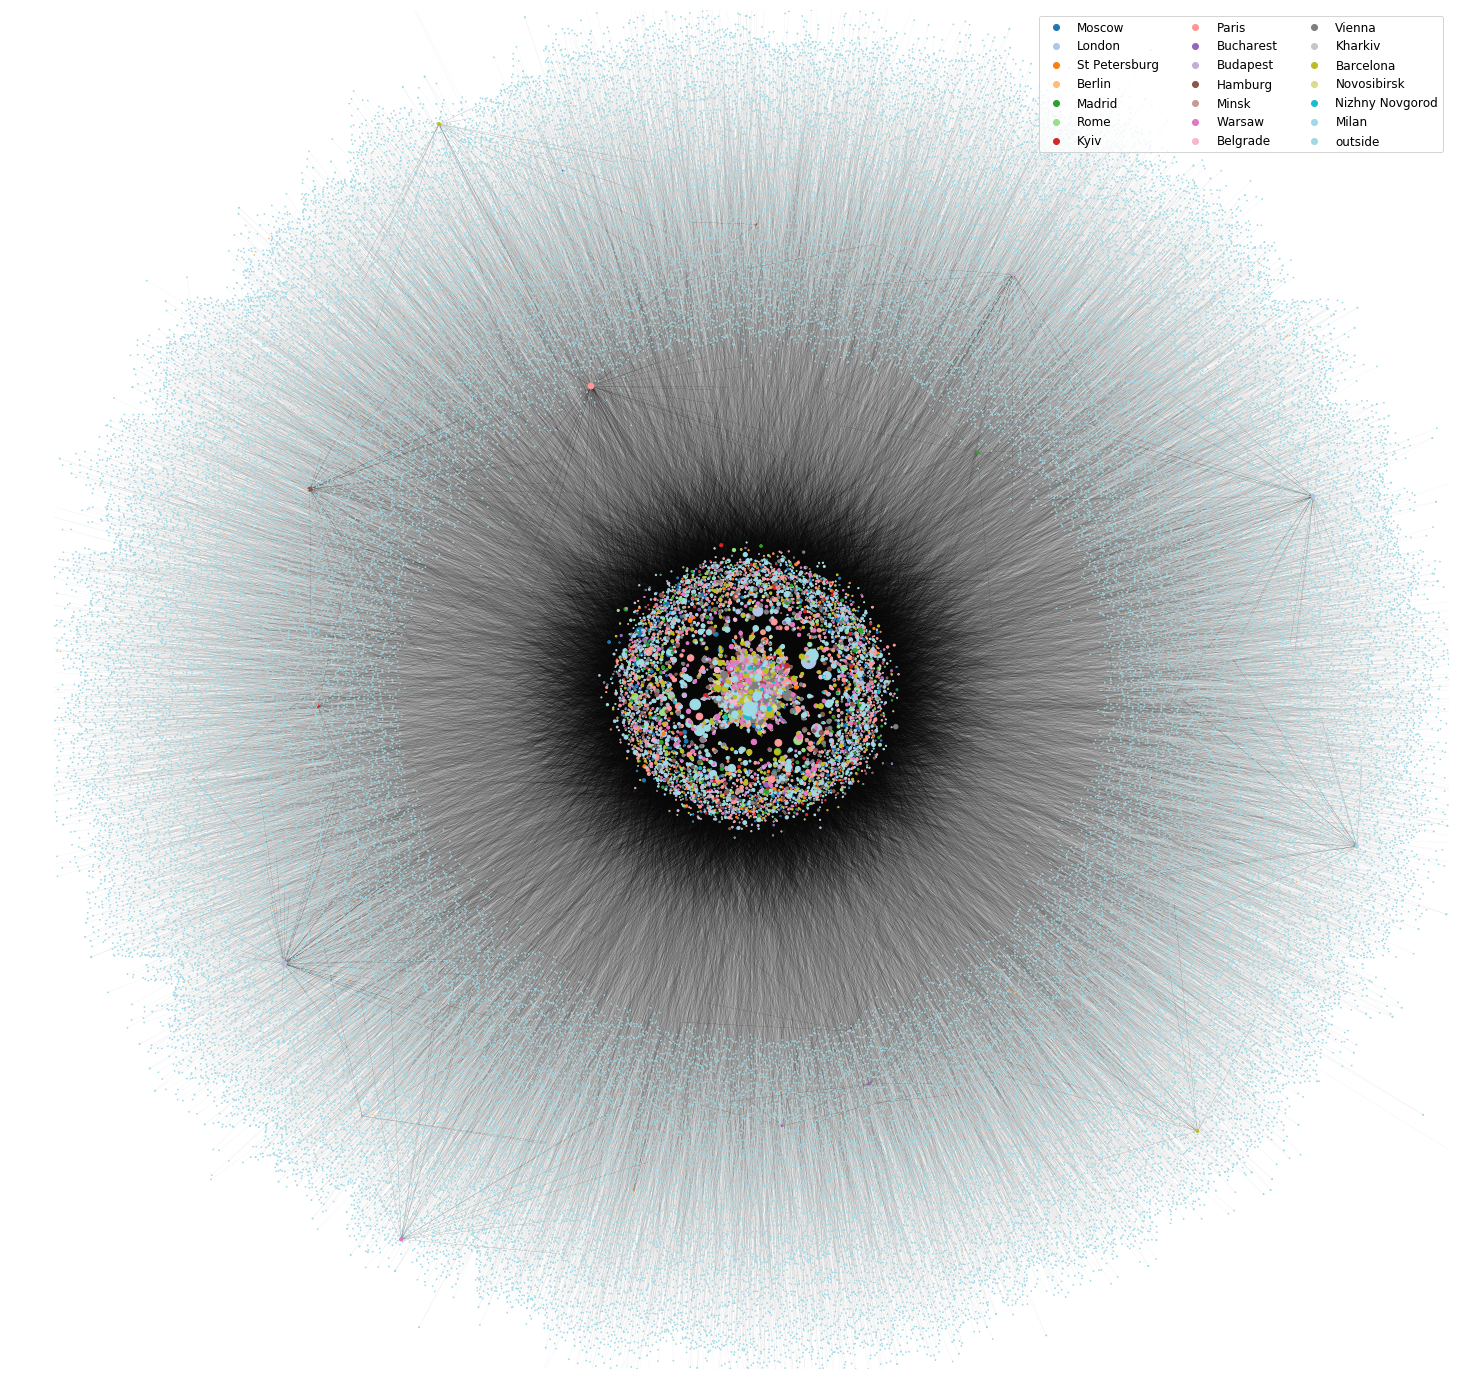 Moscow
London
St Petersburg
Berlin
Madrid
Rome
Kyiv
Paris
Bucharest
Budapest
Hamburg
Minsk
Warsaw
Belgrade
Vienna
Kharkiv
Barcelona
Novosibirsk
Nizhny Novgorod
Milan
outside